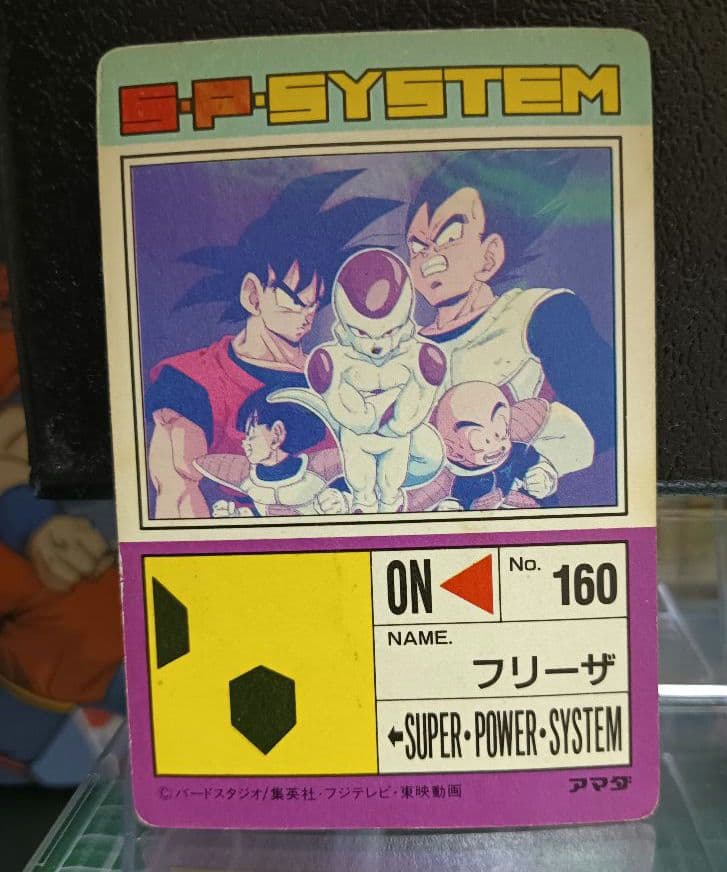 S·P·SYSTEM
ON
No. 160
NAME.
フリーザ
SUPER·POWER·SYSTEM
©バードスタジオ/集英社·フジテレビ·東映動画
アマダ